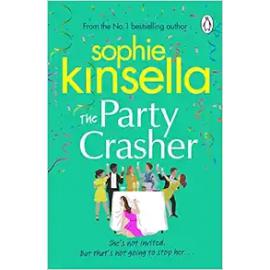 From the No.1 bestselling author
sophie
kinsella
The
Party
Crasher
She's not invited.
But that's not going to stop her . . .